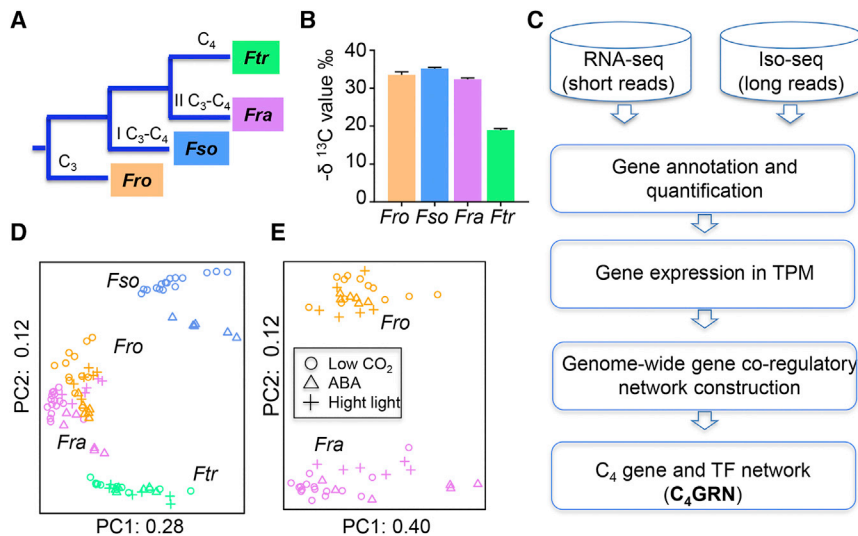 A
C4
Ftr
II C3-C4
Fra
I C3-C4
Fso
C3
Fro
B
-δ 13C value ‰
40
30
20
10
0
Fro Fso Fra Ftr
C
RNA-seq
(short reads)
Iso-seq
(long reads)
Gene annotation and
quantification
Gene expression in TPM
Genome-wide gene co-regulatory
network construction
C4 gene and TF network
(C4GRN)
D
Fso
Fro
Fra
Ftr
PC2: 0.12
PC1: 0.28
E
Fro
Low CO2
ABA
Hight light
Fra
PC2: 0.12
PC1: 0.40